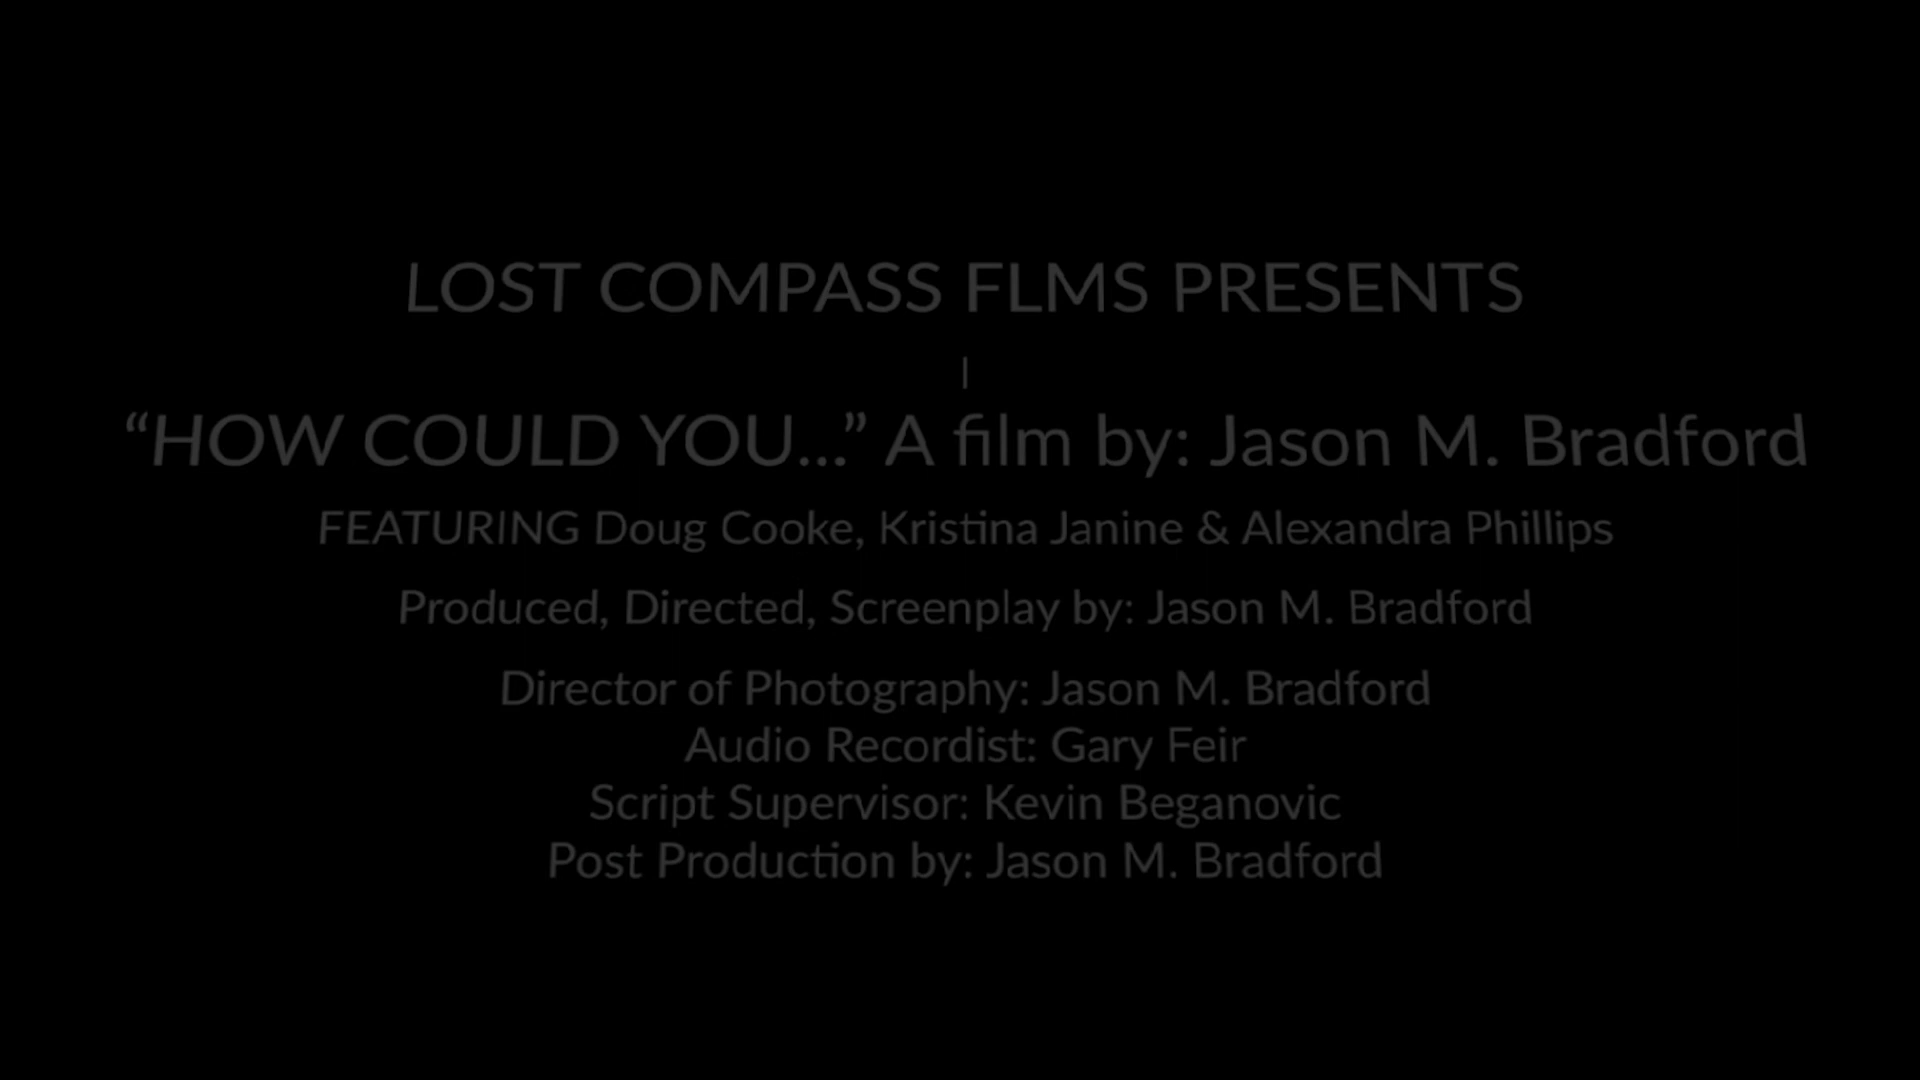 LOST COMPASS FLMS PRESENTS
|
“HOW COULD YOU...” A film by: Jason M. Bradford
FEATURING Doug Cooke, Kristina Janine & Alexandra Phillips
Produced, Directed, Screenplay by: Jason M. Bradford
Director of Photography: Jason M. Bradford
Audio Recordist: Gary Feir
Script Supervisor: Kevin Beganovic
Post Production by: Jason M. Bradford